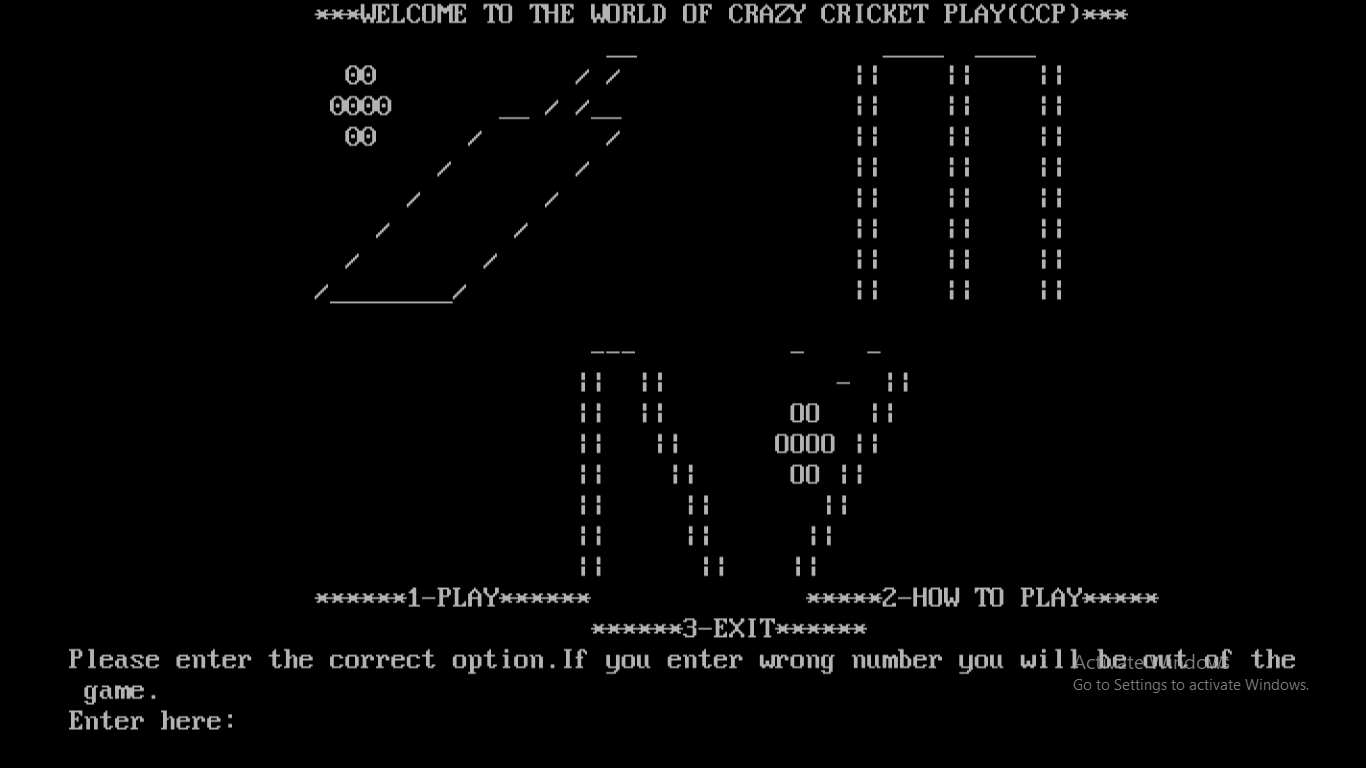 ***WELCOME TO THE WORLD OF CRAZY CRICKET PLAY(CCP)***
******1-PLAY****** *****2-HOW TO PLAY*****
******3-EXIT******
Please enter the correct option.If you enter wrong number you will be out of the
game.
Enter here:
Activate Windows
Go to Settings to activate Windows.